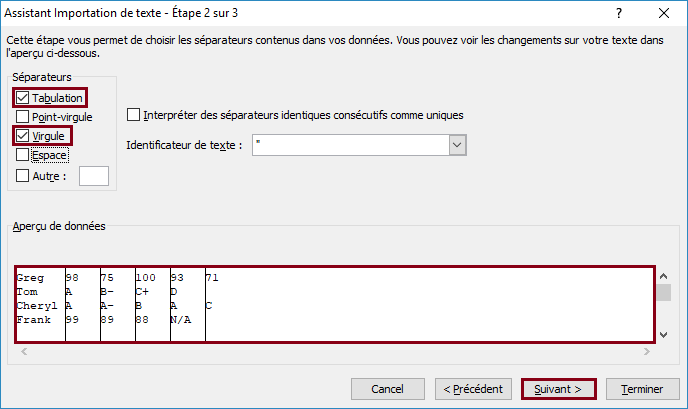 Assistant Importation de texte - Étape 2 sur 3
Cette étape vous permet de choisir les séparateurs contenus dans vos données. Vous pouvez voir les changements sur votre texte dans
l'aperçu ci-dessous.
Séparateurs
Tabulation
Point-virgule
Virgule
Espace
Autre :
Interpréter des séparateurs identiques consécutifs comme uniques
Identificateur de texte : "
Aperçu de données
Greg 98 75 100 93 71
Tom A B- C+ D
Cheryl A A- B A C
Frank 99 89 88 N/A
Cancel < Précédent Suivant > Terminer